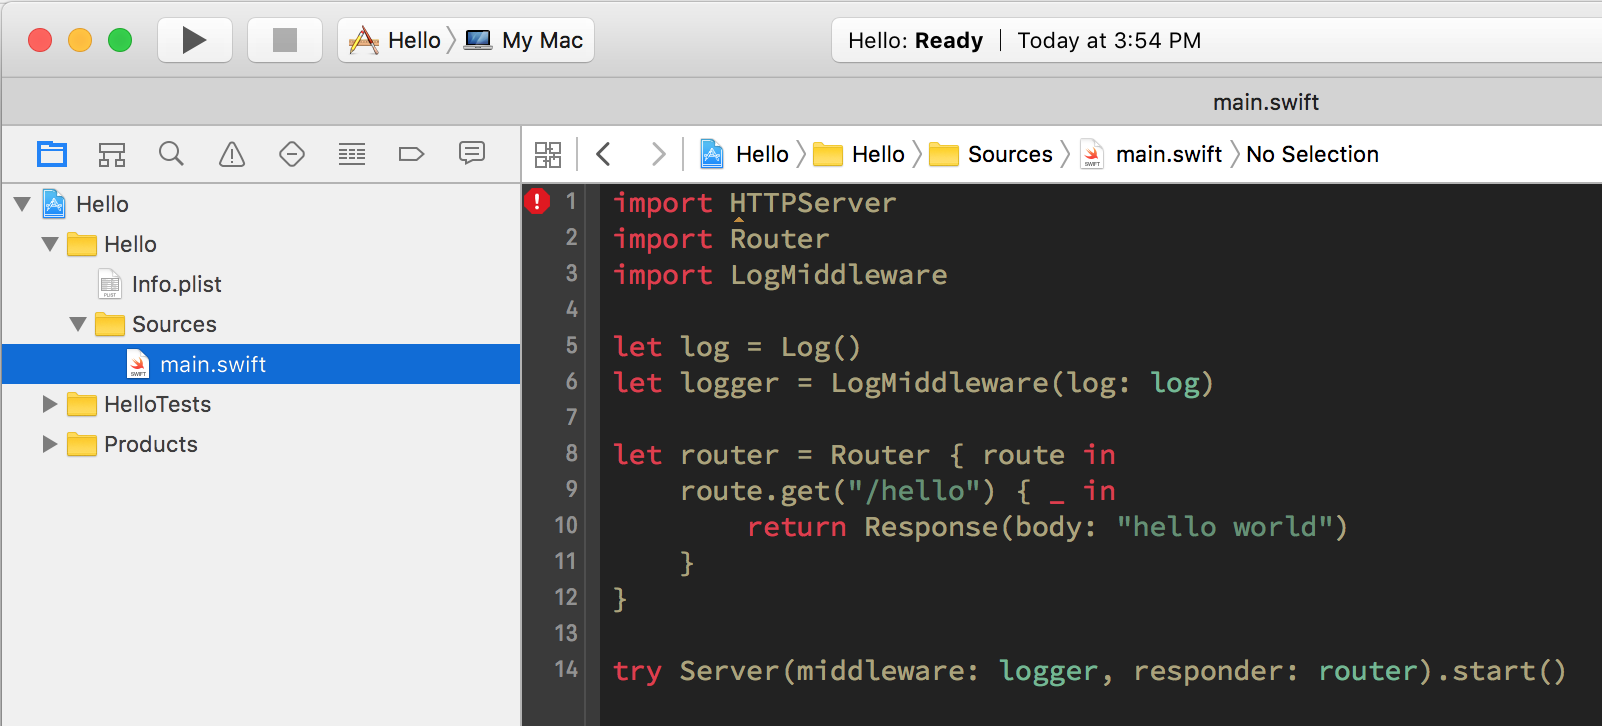 Hello My Mac
Hello: Ready Today at 3:54 PM
main.swift
Hello Hello Sources main.swift No Selection
Hello
Hello
Info.plist
Sources
main.swift
HelloTests
Products
1 import HTTPServer
2 import Router
3 import LogMiddleware
4
5 let log = Log()
6 let logger = LogMiddleware(log: log)
7
8 let router = Router { route in
9 route.get("/hello") { _ in
10 return Response(body: "hello world")
11 }
12 }
13
14 try Server(middleware: logger, responder: router).start()